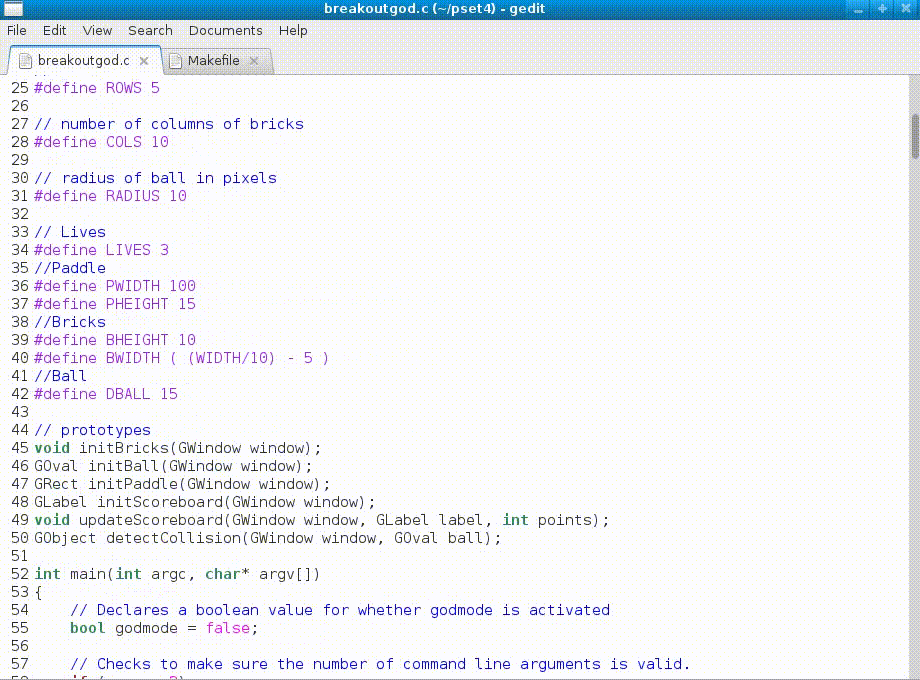 breakoutgod.c (~/pset4) - gedit
File Edit View Search Documents Help
breakoutgod.c Makefile
25 #define ROWS 5
26
27 // number of columns of bricks
28 #define COLS 10
29
30 // radius of ball in pixels
31 #define RADIUS 10
32
33 // Lives
34 #define LIVES 3
35 //Paddle
36 #define PWIDTH 100
37 #define PHEIGHT 15
38 //Bricks
39 #define BHEIGHT 10
40 #define BWIDTH ( (WIDTH/10) - 5 )
41 //Ball
42 #define DBALL 15
43
44 // prototypes
45 void initBricks(GWindow window);
46 GOval initBall(GWindow window);
47 GRect initPaddle(GWindow window);
48 GLabel initScoreboard(GWindow window);
49 void updateScoreboard(GWindow window, GLabel label, int points);
50 GObject detectCollision(GWindow window, GOval ball);
51
52 int main(int argc, char* argv[])
53 {
54     // Declares a boolean value for whether godmode is activated
55     bool godmode = false;
56
57     // Checks to make sure the number of command line arguments is valid.